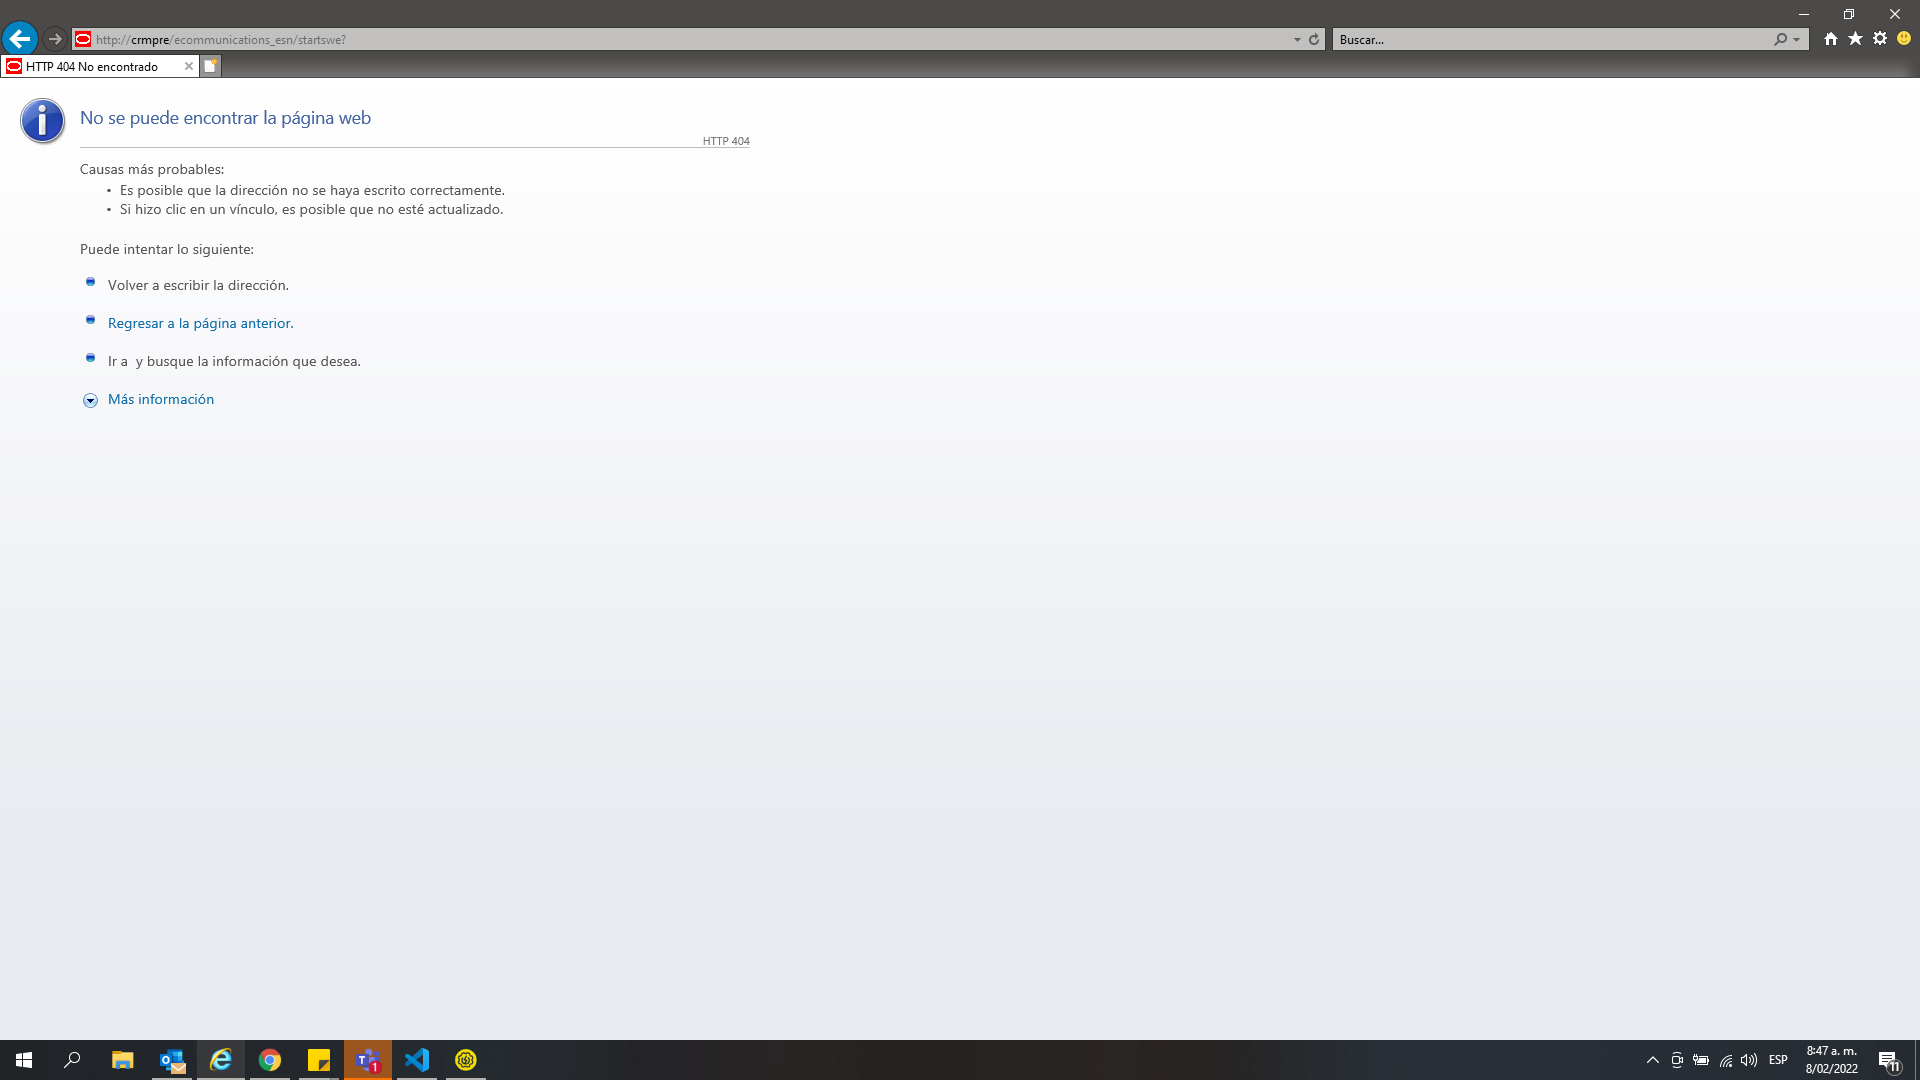 http://crmpre/ecommunications_esn/startswe?
Buscar...
HTTP 404 No encontrado
No se puede encontrar la página web
HTTP 404
Causas más probables:
• Es posible que la dirección no se haya escrito correctamente.
• Si hizo clic en un vínculo, es posible que no esté actualizado.
Puede intentar lo siguiente:
Volver a escribir la dirección.
Regresar a la página anterior.
Ir a  y busque la información que desea.
Más información
ESP
8:47 a. m.
8/02/2022
11
1